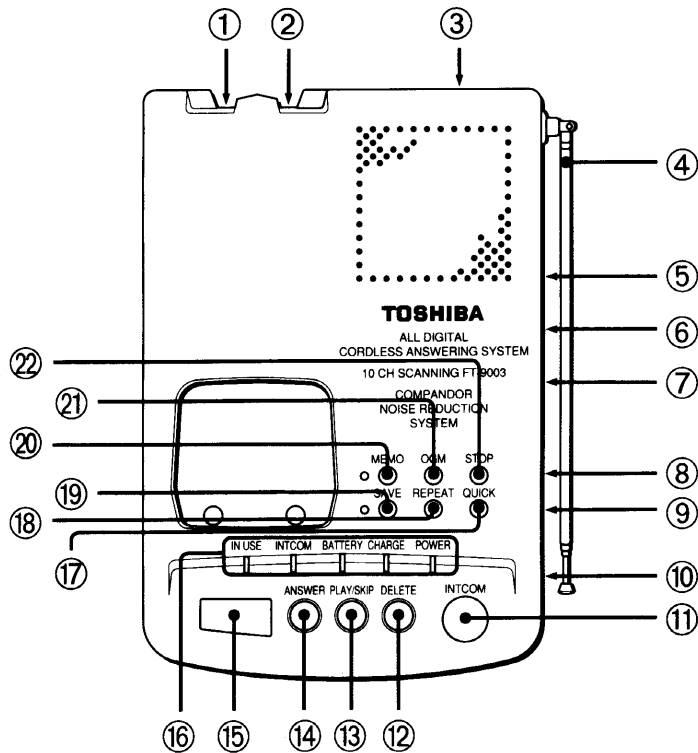 ① ② ③
④
⑤
TOSHIBA
ALL DIGITAL
CORDLESS ANSWERING SYSTEM
⑥
10 CH SCANNING FT-9003
⑦
COMPANDOR
NOISE REDUCTION
SYSTEM
㉒
㉑
⑳ MEMO OGM STOP ⑧
⑲ SAVE REPEAT QUICK ⑨
⑱
⑰
IN USE INTCOM BATTERY CHARGE POWER
⑩
ANSWER PLAY/SKIP DELETE INTCOM
⑪
⑯ ⑮ ⑭ ⑬ ⑫